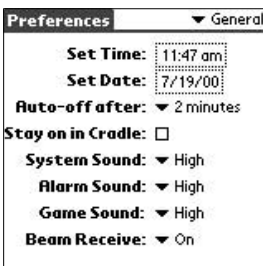 Preferences General
Set Time: 11:47 am
Set Date: 7/19/00
Auto-off after: 2 minutes
Stay on in Cradle:
System Sound: High
Alarm Sound: High
Game Sound: High
Beam Receive: On